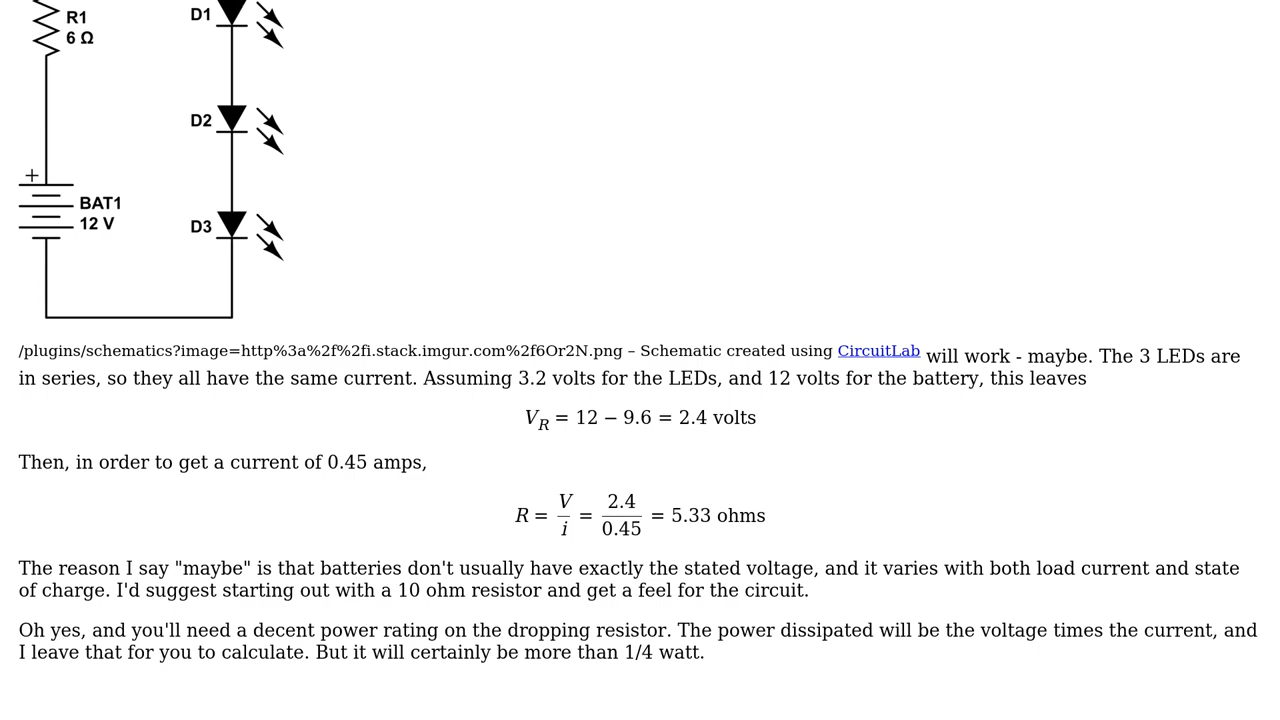 R1
6 Ω
D1
D2
+
BAT1
12 V
D3
/plugins/schematics?image=http%3a%2f%2fi.stack.imgur.com%2f6Or2N.png – Schematic created using CircuitLab will work - maybe. The 3 LEDs are
in series, so they all have the same current. Assuming 3.2 volts for the LEDs, and 12 volts for the battery, this leaves
V_R = 12 − 9.6 = 2.4 volts
Then, in order to get a current of 0.45 amps,
R = V/i = 2.4/0.45 = 5.33 ohms
The reason I say "maybe" is that batteries don't usually have exactly the stated voltage, and it varies with both load current and state
of charge. I'd suggest starting out with a 10 ohm resistor and get a feel for the circuit.
Oh yes, and you'll need a decent power rating on the dropping resistor. The power dissipated will be the voltage times the current, and
I leave that for you to calculate. But it will certainly be more than 1/4 watt.